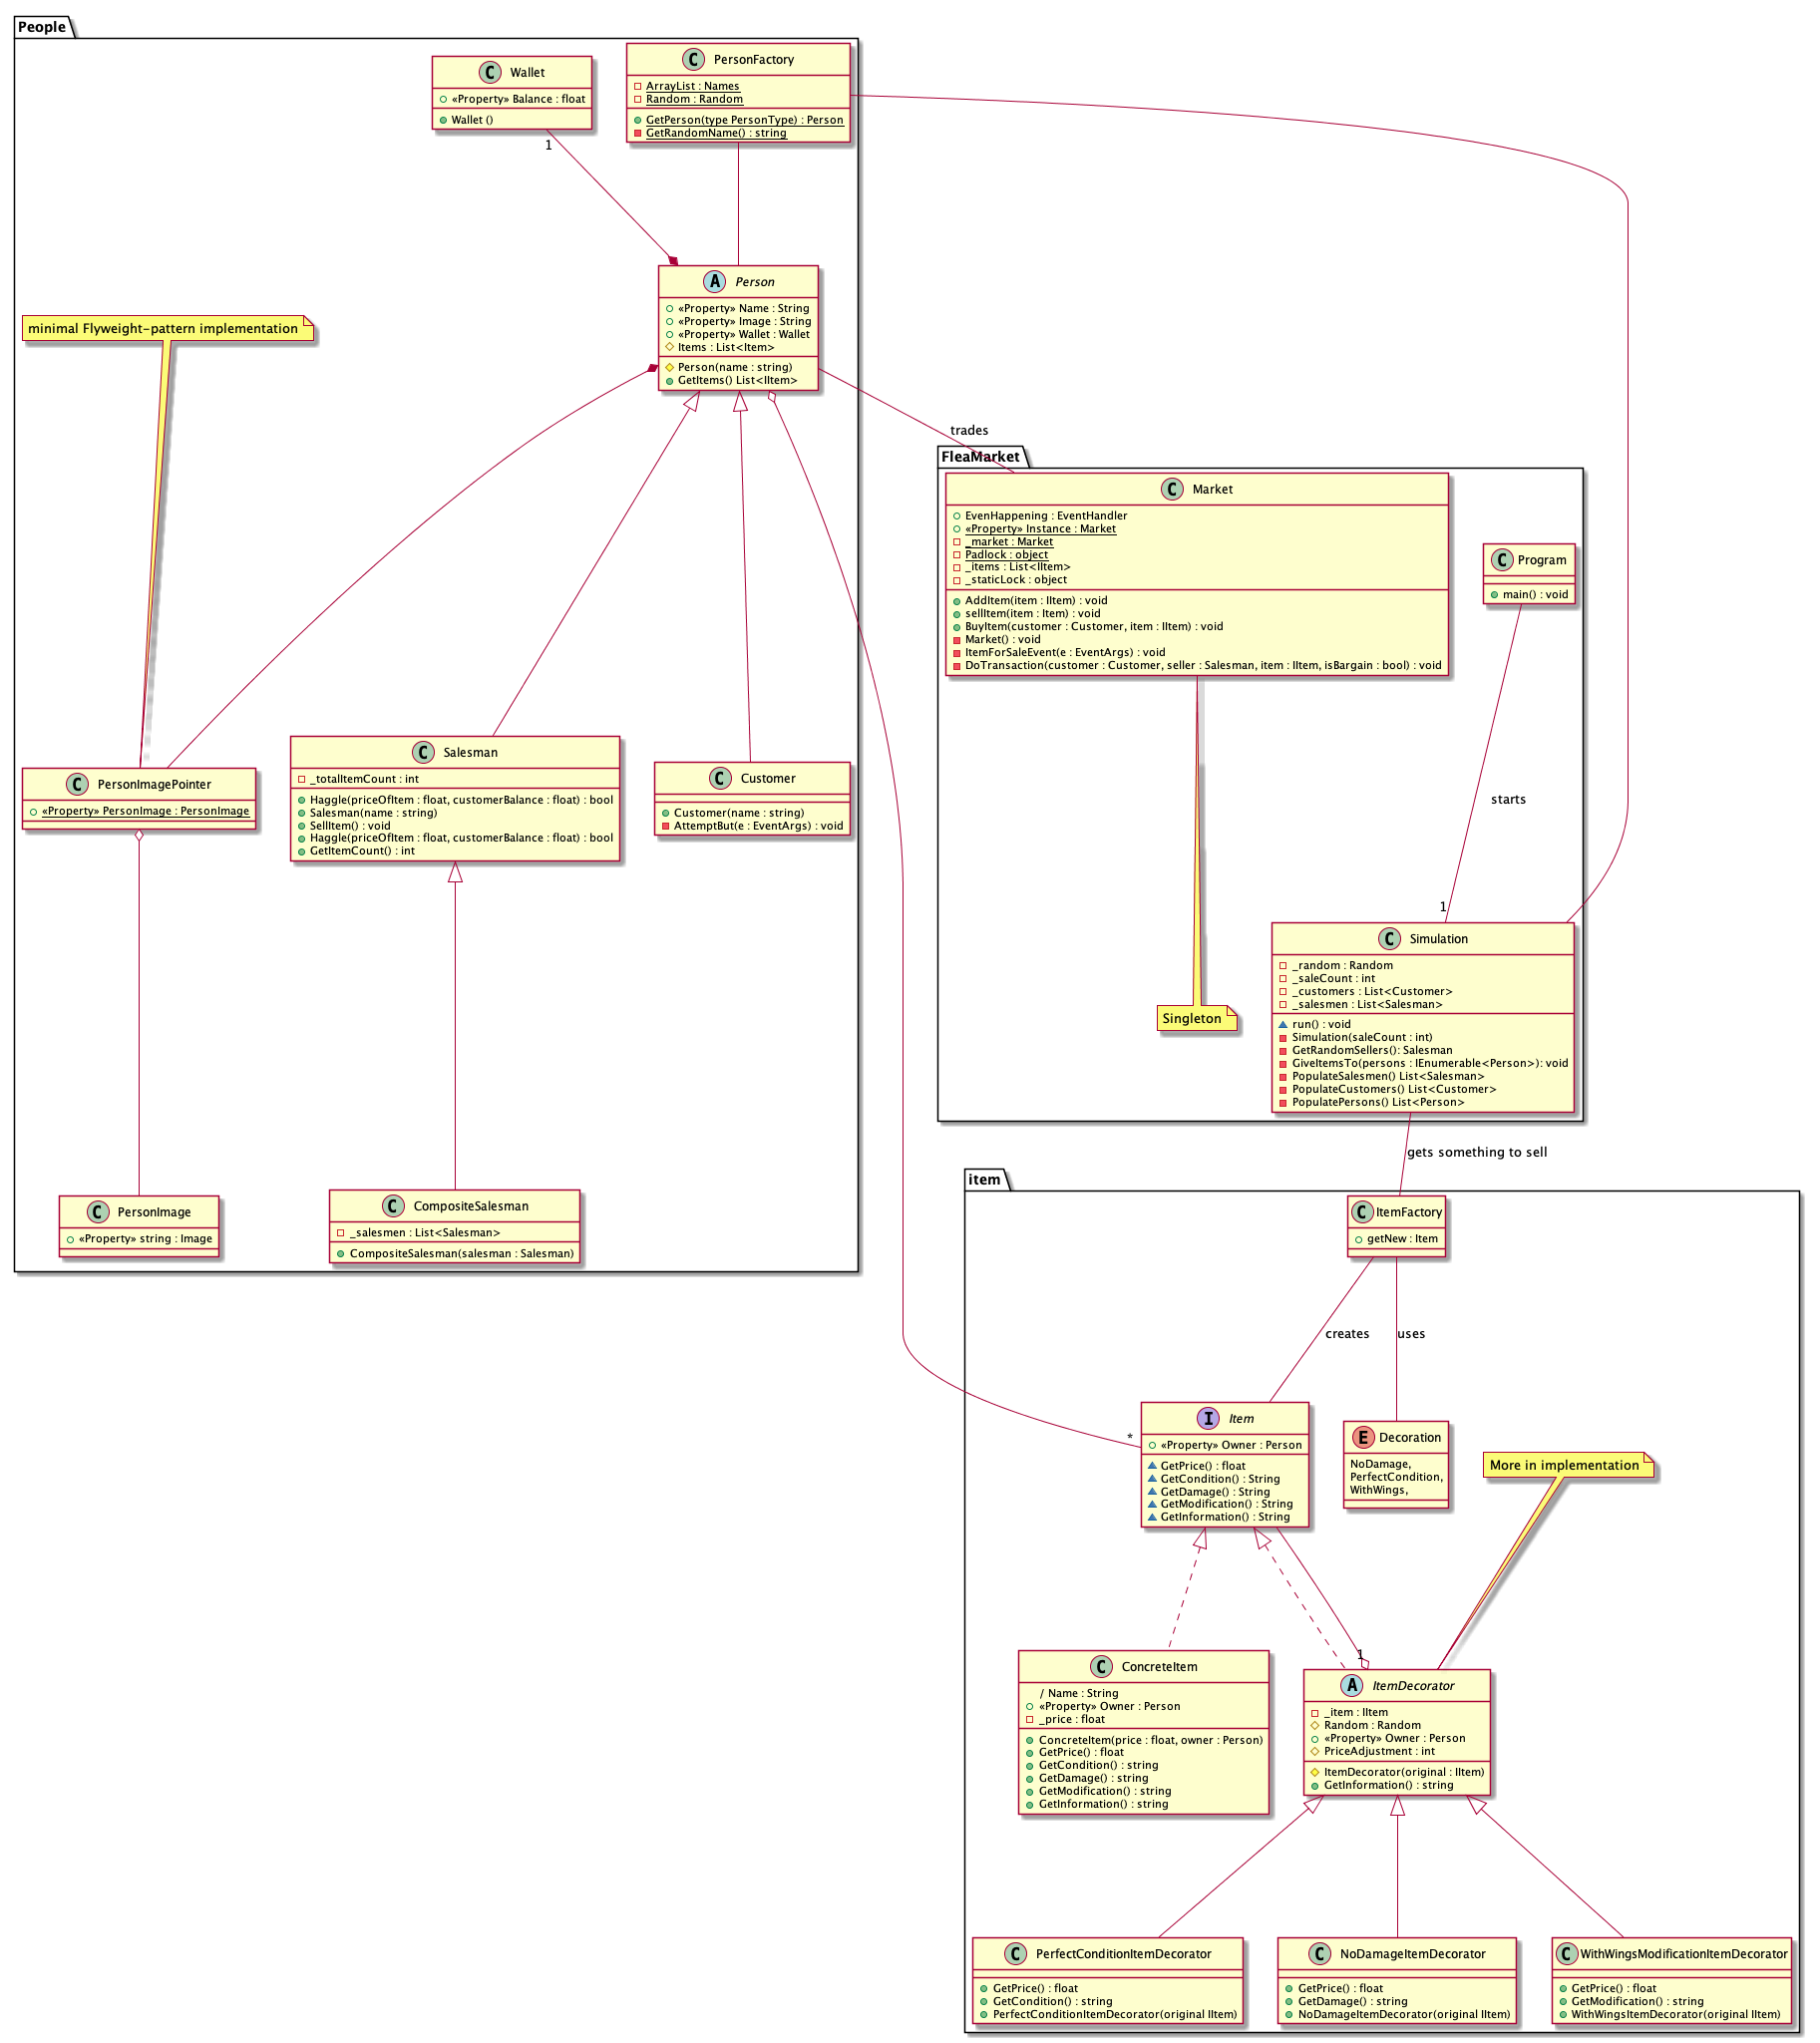 People
C Wallet
«Property» Balance : float
Wallet ()
C PersonFactory
ArrayList : Names
Random : Random
GetPerson(type PersonType) : Person
GetRandomName() : string
1
A Person
«Property» Name : String
«Property» Image : String
«Property» Wallet : Wallet
Items : List<Item>
Person(name : string)
GetItems() List<IItem>
minimal Flyweight-pattern implementation
trades
C PersonImagePointer
«Property» PersonImage : PersonImage
C Salesman
_totalItemCount : int
Haggle(priceOfItem : float, customerBalance : float) : bool
Salesman(name : string)
SellItem() : void
Haggle(priceOfItem : float, customerBalance : float) : bool
GetItemCount() : int
C Customer
Customer(name : string)
AttemptBut(e : EventArgs) : void
C PersonImage
«Property» string : Image
C CompositeSalesman
_salesmen : List<Salesman>
CompositeSalesman(salesman : Salesman)
FleaMarket
C Market
EvenHappening : EventHandler
«Property» Instance : Market
_market : Market
Padlock : object
_items : List<IItem>
_staticLock : object
AddItem(item : IItem) : void
sellItem(item : Item) : void
BuyItem(customer : Customer, item : IItem) : void
Market() : void
ItemForSaleEvent(e : EventArgs) : void
DoTransaction(customer : Customer, seller : Salesman, item : IItem, isBargain : bool) : void
C Program
main() : void
starts
1
Singleton
C Simulation
_random : Random
_saleCount : int
_customers : List<Customer>
_salesmen : List<Salesman>
run() : void
Simulation(saleCount : int)
GetRandomSellers(): Salesman
GiveItemsTo(persons : IEnumerable<Person>): void
PopulateSalesmen() List<Salesman>
PopulateCustomers() List<Customer>
PopulatePersons() List<Person>
gets something to sell
item
C ItemFactory
getNew : Item
creates
uses
*
I Item
«Property» Owner : Person
GetPrice() : float
GetCondition() : String
GetDamage() : String
GetModification() : String
GetInformation() : String
E Decoration
NoDamage,
PerfectCondition,
WithWings,
More in implementation
1
C ConcreteItem
/ Name : String
«Property» Owner : Person
_price : float
ConcreteItem(price : float, owner : Person)
GetPrice() : float
GetCondition() : string
GetDamage() : string
GetModification() : string
GetInformation() : string
A ItemDecorator
_item : IItem
Random : Random
«Property» Owner : Person
PriceAdjustment : int
ItemDecorator(original : IItem)
GetInformation() : string
C PerfectConditionItemDecorator
GetPrice() : float
GetCondition() : string
PerfectConditionItemDecorator(original IItem)
C NoDamageItemDecorator
GetPrice() : float
GetDamage() : string
NoDamageItemDecorator(original IItem)
C WithWingsModificationItemDecorator
GetPrice() : float
GetModification() : string
WithWingsItemDecorator(original IItem)